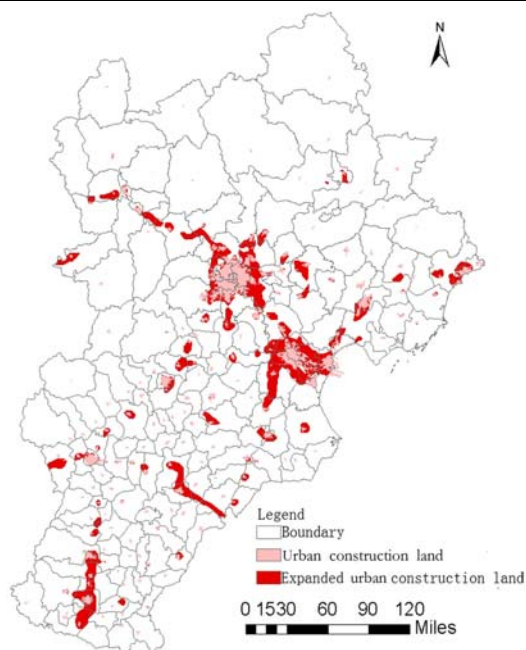 N
Legend
Boundary
Urban construction land
Expanded urban construction land
0 15 30 60 90 120
Miles